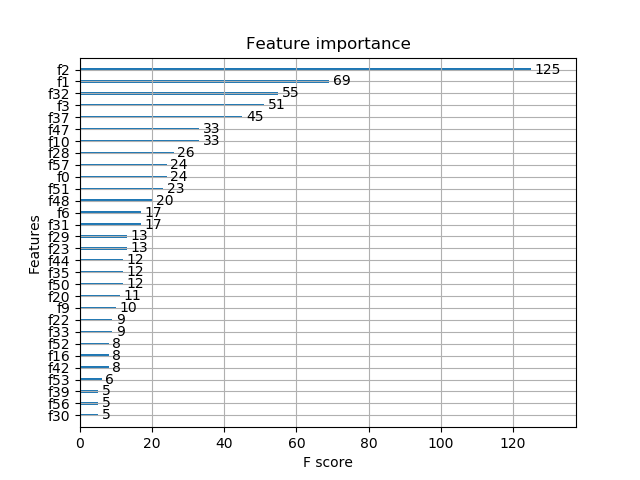 Feature importance
f2 125
f1 69
f32 55
f3 51
f37 45
f47 33
f10 33
f28 26
f57 24
f0 24
f51 23
f48 20
f6 17
f31 17
f29 13
f23 13
f44 12
f35 12
f50 12
f20 11
f9 10
f22 9
f33 9
f52 8
f16 8
f42 8
f53 6
f39 5
f56 5
f30 5
Features
0 20 40 60 80 100 120
F score